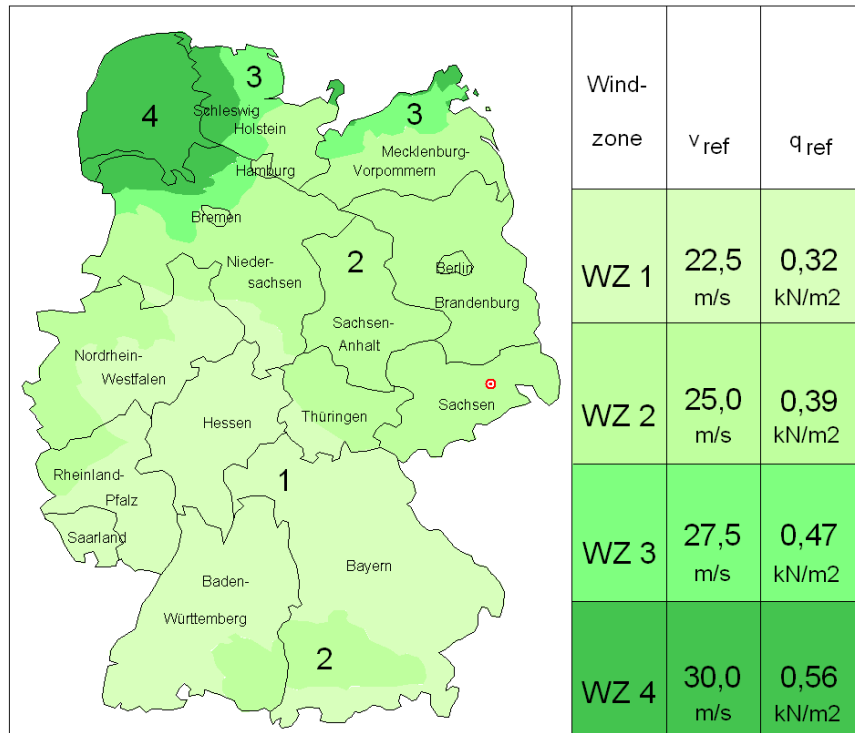 3
4
Schleswig
Holstein
3
Mecklenburg-
Vorpommern
Hamburg
Bremen
Nieder-
sachsen
2
Berlin
Brandenburg
Sachsen-
Anhalt
Nordrhein-
Westfalen
Hessen
Thüringen
Sachsen
Rheinland-
Pfalz
1
Saarland
Baden-
Württemberg
Bayern
2
Wind-
zone
v ref
q ref
WZ 1
22,5
m/s
0,32
kN/m2
WZ 2
25,0
m/s
0,39
kN/m2
WZ 3
27,5
m/s
0,47
kN/m2
WZ 4
30,0
m/s
0,56
kN/m2